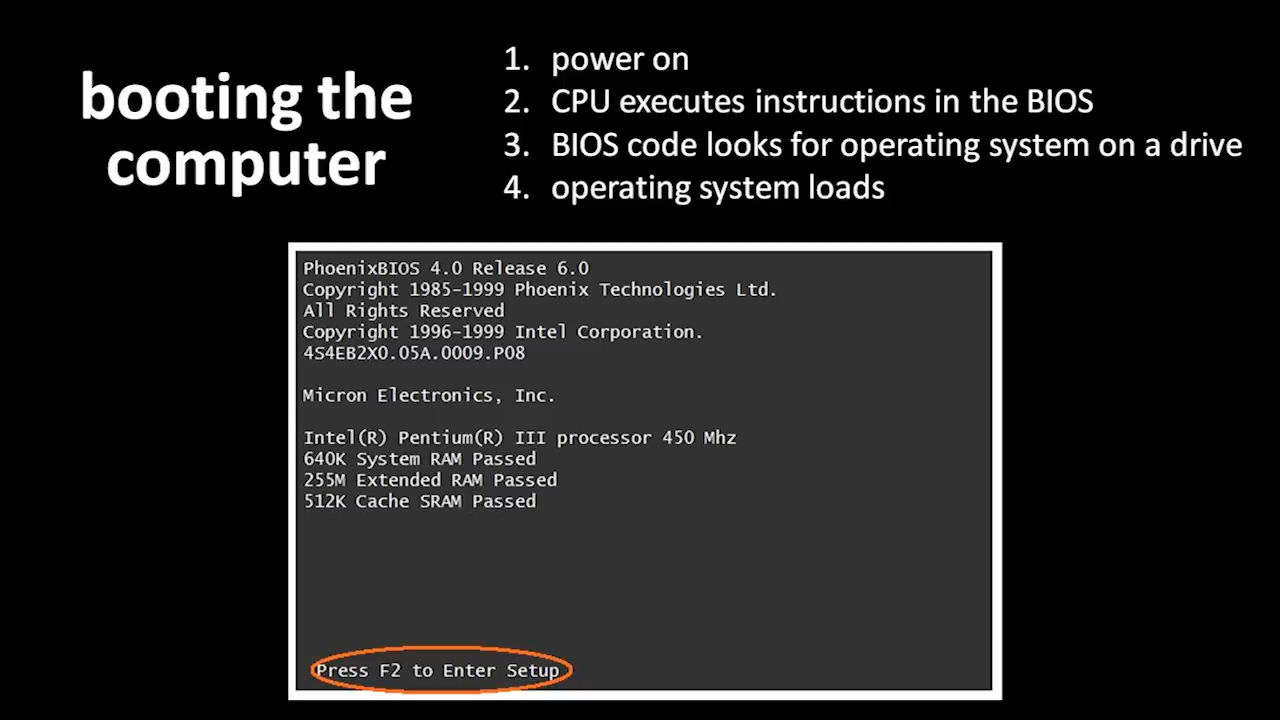 booting the
computer
1. power on
2. CPU executes instructions in the BIOS
3. BIOS code looks for operating system on a drive
4. operating system loads
PhoenixBIOS 4.0 Release 6.0
Copyright 1985-1999 Phoenix Technologies Ltd.
All Rights Reserved
Copyright 1996-1999 Intel Corporation.
4S4EB2X0.05A.0009.P08
Micron Electronics, Inc.
Intel(R) Pentium(R) III processor 450 Mhz
640K System RAM Passed
255M Extended RAM Passed
512K Cache SRAM Passed
Press F2 to Enter Setup